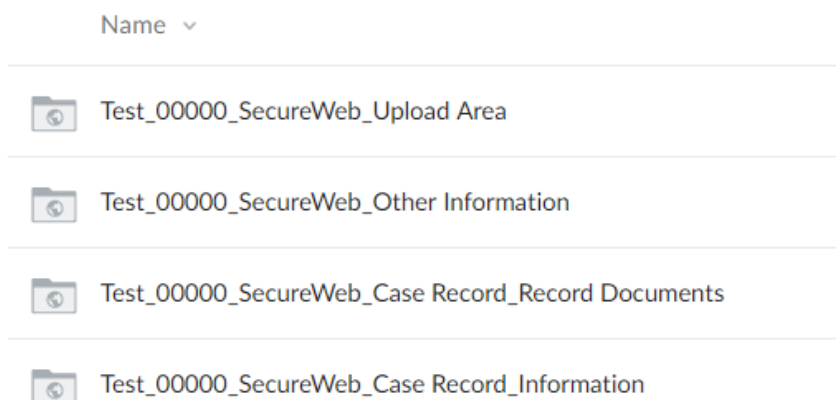 Name
Test_00000_SecureWeb_Upload Area
Test_00000_SecureWeb_Other Information
Test_00000_SecureWeb_Case Record_Record Documents
Test_00000_SecureWeb_Case Record_Information